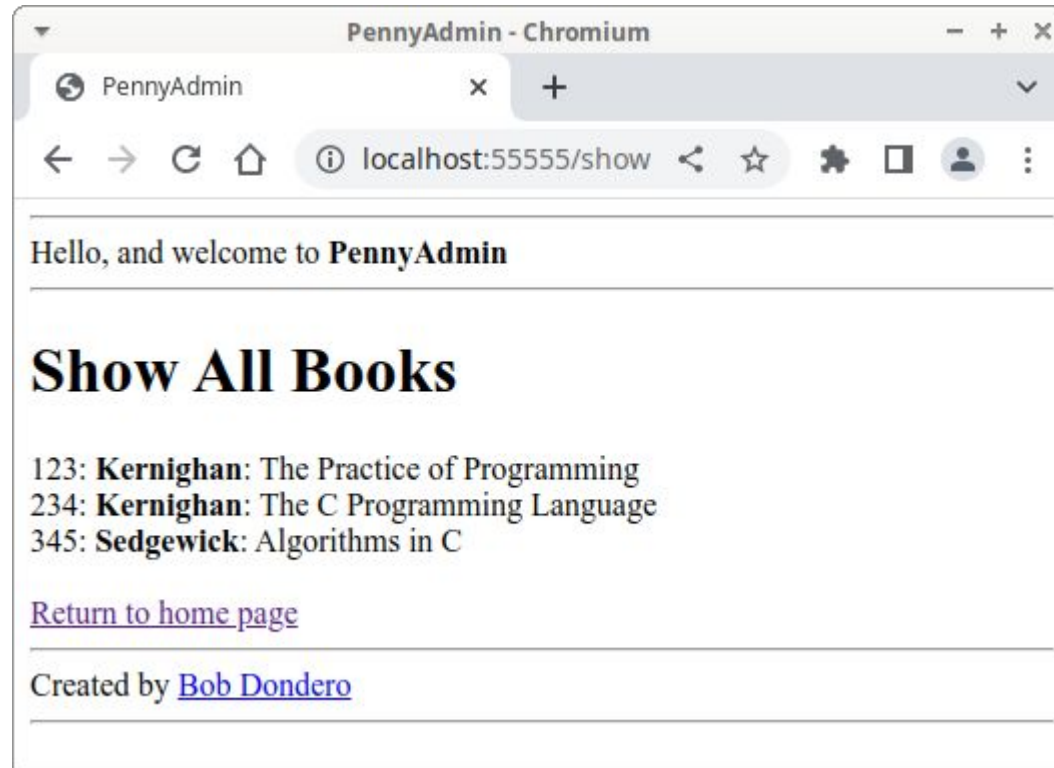 PennyAdmin - Chromium
PennyAdmin
localhost:55555/show
Hello, and welcome to PennyAdmin
Show All Books
123: Kernighan: The Practice of Programming
234: Kernighan: The C Programming Language
345: Sedgewick: Algorithms in C
Return to home page
Created by Bob Dondero